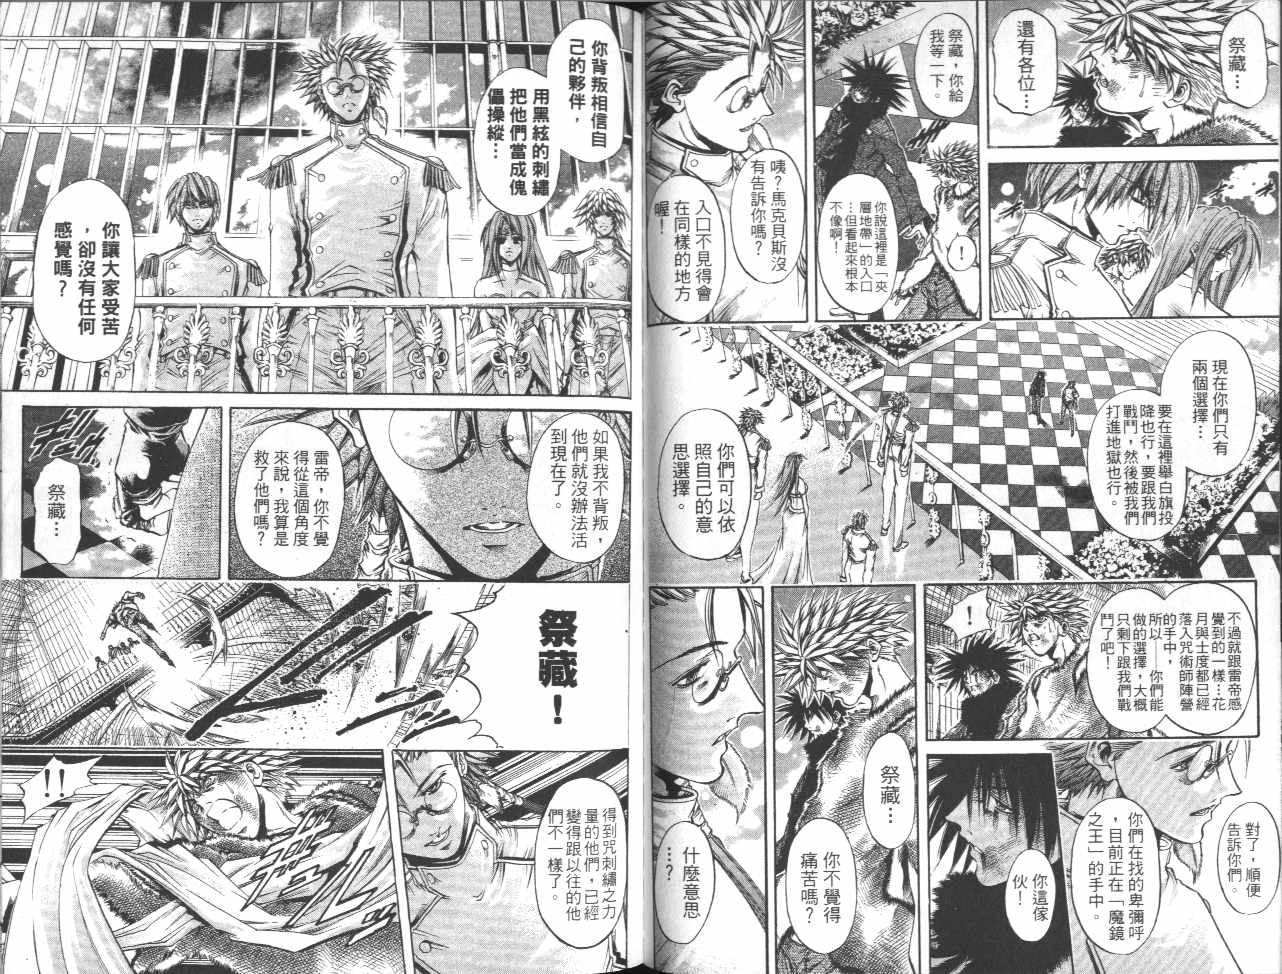 祭藏…
還有各位…
祭藏，你給
我等一下。
！
你說這裡是「夾
層地帶」的入口
…但看起來根本
不像啊！
咦？馬克貝斯沒
有告訴你嗎？
入口不見得會
在同樣的地方
喔！
現在你們只有
兩個選擇…
要在這裡舉白旗投
降也行，要跟我們
戰鬥，然後被我們
打進地獄也行。
你們可以依
照自己的意
思選擇。
不過就跟雷帝感
覺到的一樣…花
月與士度都已經
落入咒術師陣營
的手中，
所以——你們能
做的選擇，大概
只剩下跟我們戰
鬥了吧！
！
祭藏…
你不覺得
痛苦嗎？
什麼意思
…？
對了，順便
告訴你們。
你們在找的卑彌呼
，目前正在「魔鏡
之王」的手中。
你這傢
伙！
你背叛相信自
己的夥伴，
用黑絃的刺繡
把他們當成傀
儡操縱…
你讓大家受苦
，卻沒有任何
感覺嗎？
如果我不背叛，
他們就沒辦法活
到現在了。
雷帝，你不覺
得從這個角度
來說，我算是
救了他們嗎？
祭藏…
祭藏！
得到咒刺繡之力
量的他們，已經
變得跟以往的他
們不一樣了。
！！